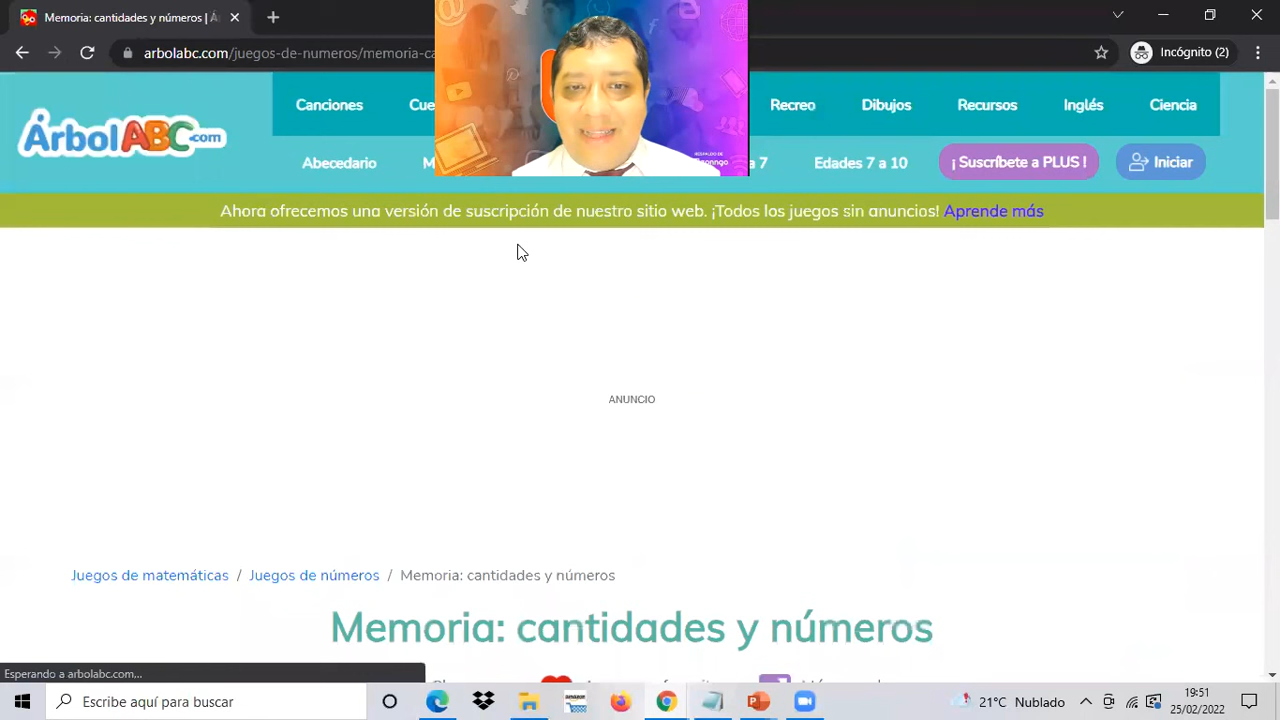 Memoria: cantidades y números | Á
arbolabc.com/juegos-de-numeros/memoria-ca
Incógnito (2)
ÁrbolABC.com
Canciones
Recreo
Dibujos
Recursos
Inglés
Ciencia
Abecedario
Edades 7 a 10
¡ Suscríbete a PLUS !
Iniciar
Ahora ofrecemos una versión de suscripción de nuestro sitio web. ¡Todos los juegos sin anuncios! Aprende más
ANUNCIO
Juegos de matemáticas / Juegos de números / Memoria: cantidades y números
Memoria: cantidades y números
Esperando a arbolabc.com...
Escribe aquí para buscar
21°C Nublado
21
25/02/2022